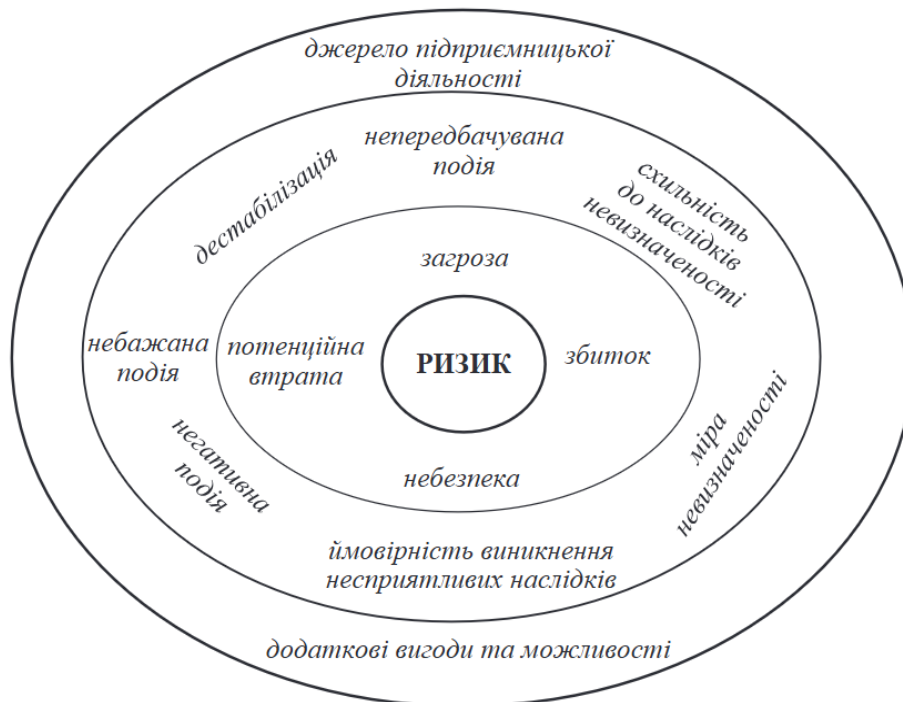 джерело підприємницької
діяльності
непередбачувана
подія
дестабілізація
схильність
до наслідків
невизначеності
загроза
небажана
подія
потенційна
втрата
РИЗИК
збиток
негативна
подія
міра
невизначеності
небезпека
ймовірність виникнення
несприятливих наслідків
додаткові вигоди та можливості